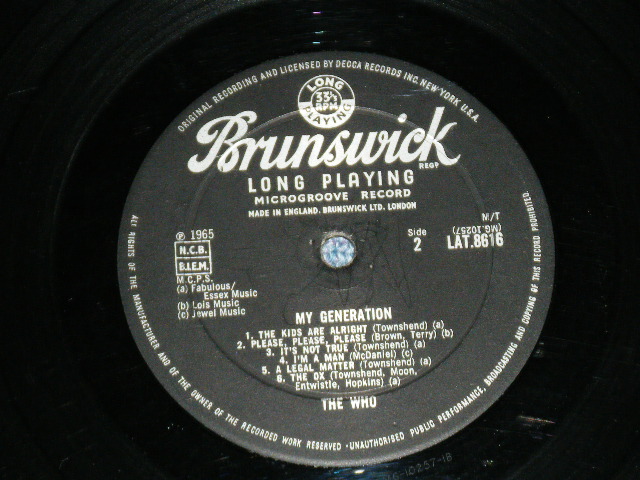 ORIGINAL RECORDING AND LICENSED BY DECCA RECORDS INC. NEW YORK U.S.A.
LONG
33⅓
RPM
PLAYING
Brunswick
REGD
LONG PLAYING
MICROGROOVE RECORD
MADE IN ENGLAND. BRUNSWICK LTD. LONDON
℗ 1965
N.C.B.
B.I.E.M.
M.C.P.S.
(a) Fabulous/
Essex Music
(b) Lois Music
(c) Jewel Music
Side
2
M/T
(MG.10257)
LAT.8616
MY GENERATION
1. THE KIDS ARE ALRIGHT (Townshend) (a)
2. PLEASE, PLEASE, PLEASE (Brown, Terry) (b)
3. IT'S NOT TRUE (Townshend) (a)
4. I'M A MAN (McDaniel) (c)
5. A LEGAL MATTER (Townshend) (a)
6. THE OX (Townshend, Moon,
Entwistle, Hopkins) (a)
THE WHO
ALL RIGHTS OF THE MANUFACTURER AND OF THE OWNER OF THE RECORDED WORK RESERVED · UNAUTHORISED PUBLIC PERFORMANCE, BROADCASTING AND COPYING OF THIS RECORD PROHIBITED.